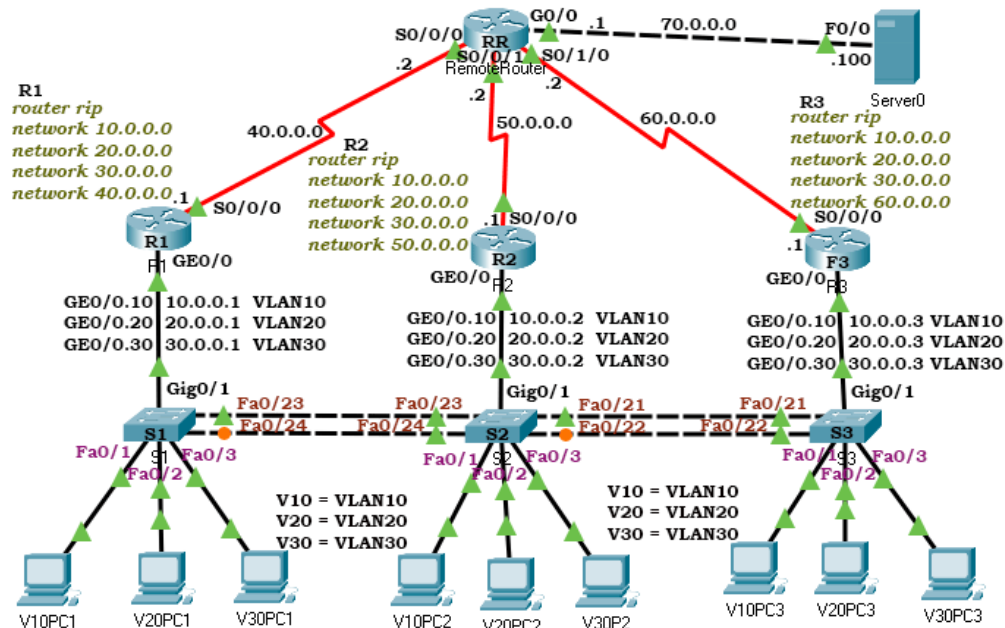 G0/0
.1
70.0.0.0
F0/0
.100
Server0
S0/0/0
.2
RR
S0/0/1
RemoteRouter
.2
S0/1/0
.2
R1
router rip
network 10.0.0.0
network 20.0.0.0
network 30.0.0.0
network 40.0.0.0
40.0.0.0
50.0.0.0
60.0.0.0
R2
router rip
network 10.0.0.0
network 20.0.0.0
network 30.0.0.0
network 50.0.0.0
R3
router rip
network 10.0.0.0
network 20.0.0.0
network 30.0.0.0
network 60.0.0.0
.1
S0/0/0
R1
GE0/0
.1
S0/0/0
R2
GE0/0
R2
S0/0/0
.1
F3
GE0/0
R3
GE0/0.10 10.0.0.1 VLAN10
GE0/0.20 20.0.0.1 VLAN20
GE0/0.30 30.0.0.1 VLAN30
GE0/0.10 10.0.0.2 VLAN10
GE0/0.20 20.0.0.2 VLAN20
GE0/0.30 30.0.0.2 VLAN30
GE0/0.10 10.0.0.3 VLAN10
GE0/0.20 20.0.0.3 VLAN20
GE0/0.30 30.0.0.3 VLAN30
Gig0/1
Gig0/1
Gig0/1
Fa0/23
Fa0/23
Fa0/21
Fa0/21
Fa0/24
Fa0/24
Fa0/22
Fa0/22
S1
S1
S2
S2
S3
S3
Fa0/1
Fa0/2
Fa0/3
Fa0/1
Fa0/2
Fa0/3
Fa0/1
Fa0/2
Fa0/3
V10 = VLAN10
V20 = VLAN20
V30 = VLAN30
V10 = VLAN10
V20 = VLAN20
V30 = VLAN30
V10PC1
V20PC1
V30PC1
V10PC2
V20PC2
V30P2
V10PC3
V20PC3
V30PC3